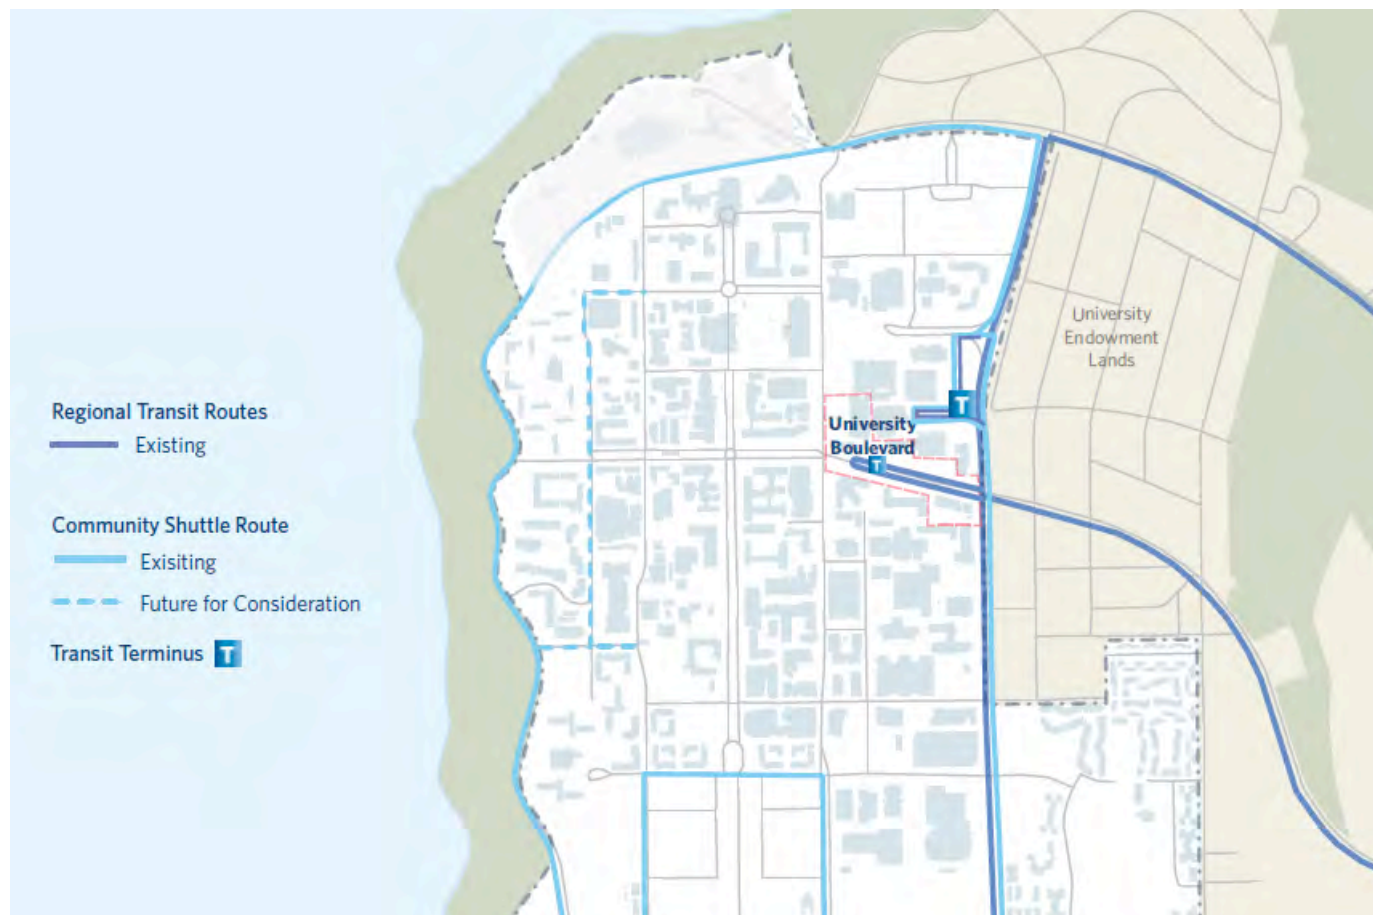 University
Endowment
Lands
Regional Transit Routes
Existing
T
University
Boulevard
T
Community Shuttle Route
Exisiting
Future for Consideration
Transit Terminus T